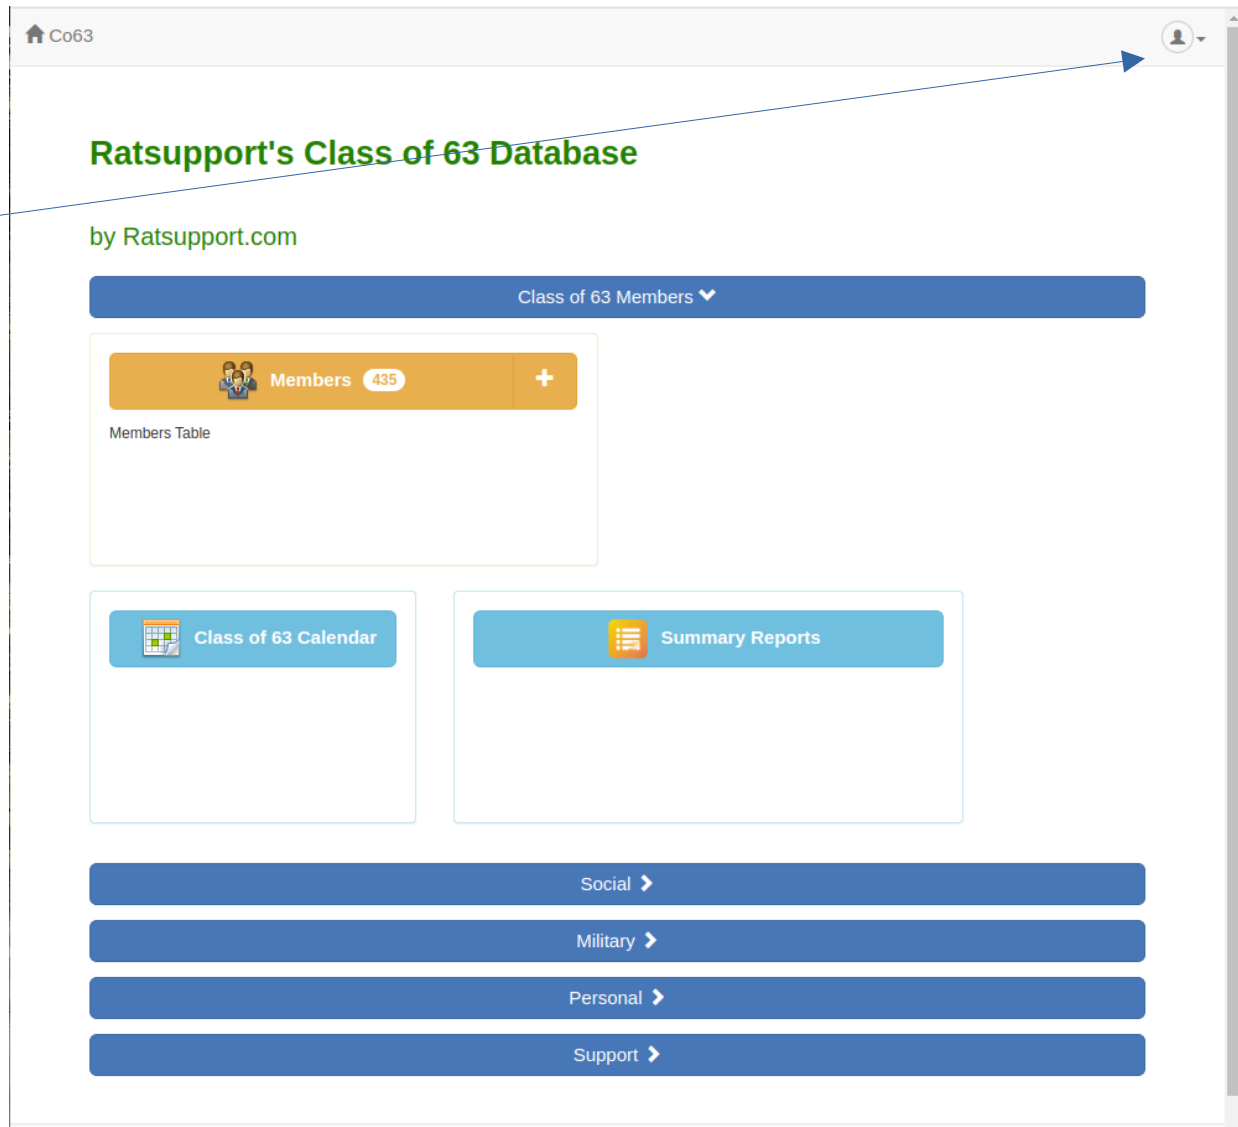 Co63
Ratsupport's Class of 63 Database
by Ratsupport.com
Class of 63 Members
Members 435
Members Table
Class of 63 Calendar
Summary Reports
Social
Military
Personal
Support